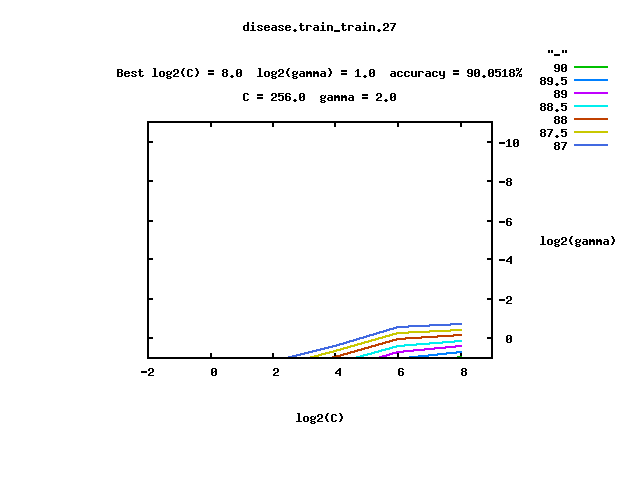 disease.train_train.27
"_"
Best log2(C) = 8.0  log2(gamma) = 1.0  accuracy = 90.0518%
C = 256.0  gamma = 2.0
90
89.5
89
88.5
88
87.5
87
-10
-8
-6
log2(gamma)
-4
-2
0
-2 0 2 4 6 8
log2(C)